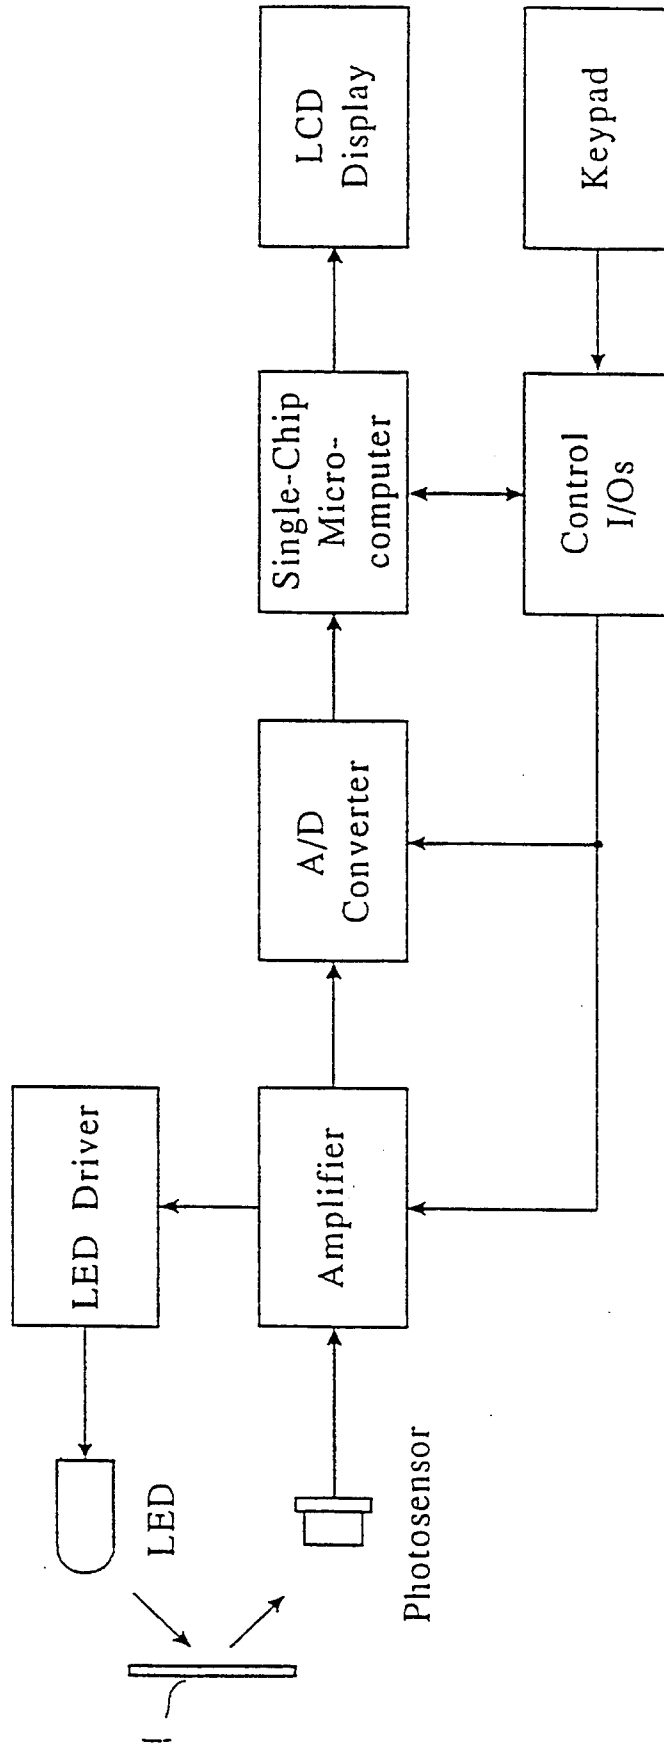 LED Driver
LED
Photosensor
Amplifier
A/D
Converter
Single-Chip
Micro-
computer
LCD
Display
Control
I/Os
Keypad